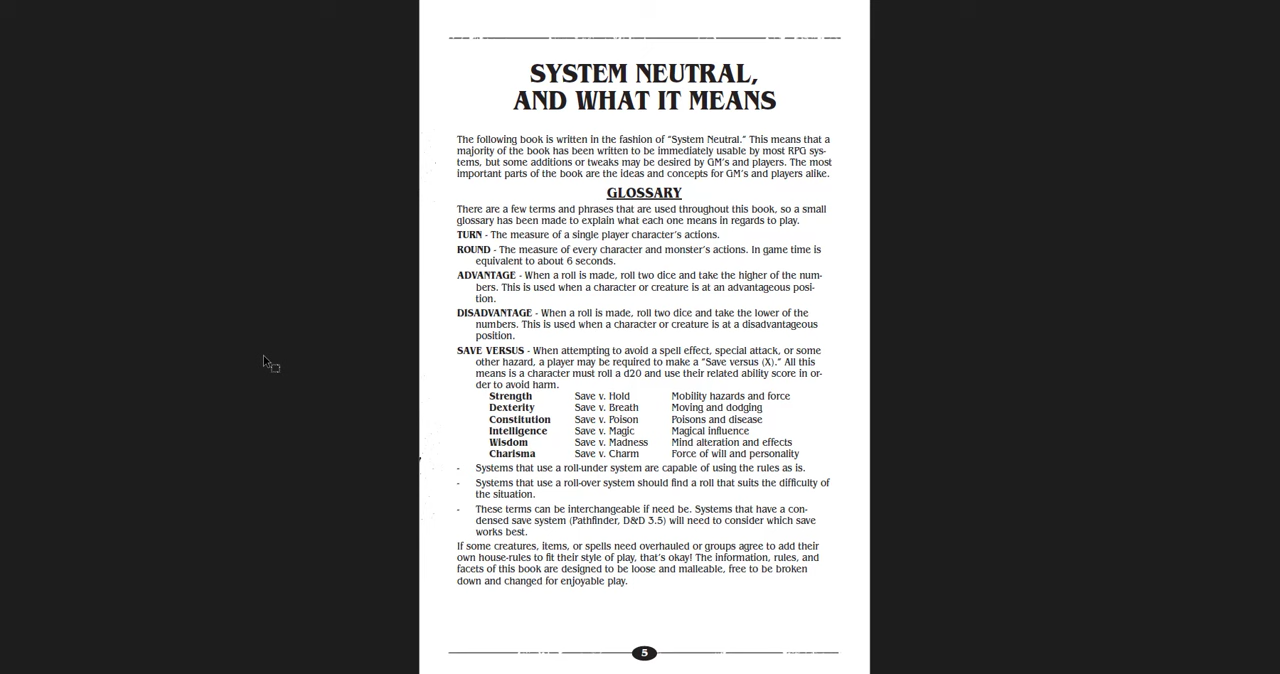 SYSTEM NEUTRAL,
AND WHAT IT MEANS
The following book is written in the fashion of "System Neutral." This means that a
majority of the book has been written to be immediately usable by most RPG sys-
tems, but some additions or tweaks may be desired by GM's and players. The most
important parts of the book are the ideas and concepts for GM's and players alike.
GLOSSARY
There are a few terms and phrases that are used throughout this book, so a small
glossary has been made to explain what each one means in regards to play.
TURN - The measure of a single player character's actions.
ROUND - The measure of every character and monster's actions. In game time is
equivalent to about 6 seconds.
ADVANTAGE - When a roll is made, roll two dice and take the higher of the num-
bers. This is used when a character or creature is at an advantageous posi-
tion.
DISADVANTAGE - When a roll is made, roll two dice and take the lower of the
numbers. This is used when a character or creature is at a disadvantageous
position.
SAVE VERSUS - When attempting to avoid a spell effect, special attack, or some
other hazard, a player may be required to make a "Save versus (X)." All this
means is a character must roll a d20 and use their related ability score in or-
der to avoid harm.
Strength Save v. Hold Mobility hazards and force
Dexterity Save v. Breath Moving and dodging
Constitution Save v. Poison Poisons and disease
Intelligence Save v. Magic Magical influence
Wisdom Save v. Madness Mind alteration and effects
Charisma Save v. Charm Force of will and personality
- Systems that use a roll-under system are capable of using the rules as is.
- Systems that use a roll-over system should find a roll that suits the difficulty of
the situation.
- These terms can be interchangeable if need be. Systems that have a con-
densed save system (Pathfinder, D&D 3.5) will need to consider which save
works best.
If some creatures, items, or spells need overhauled or groups agree to add their
own house-rules to fit their style of play, that's okay! The information, rules, and
facets of this book are designed to be loose and malleable, free to be broken
down and changed for enjoyable play.
5